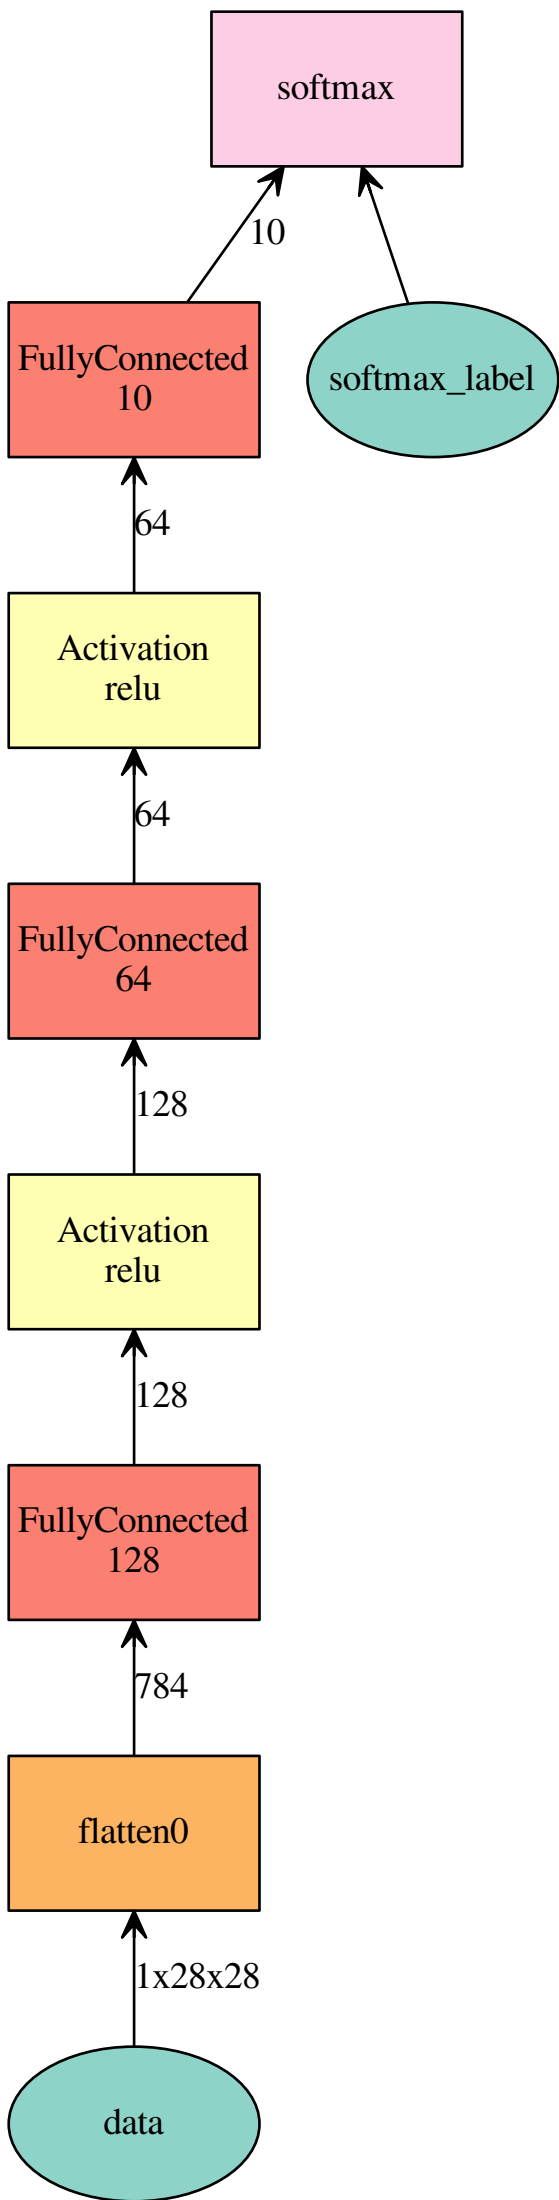 softmax
10
FullyConnected
10
softmax_label
64
Activation
relu
64
FullyConnected
64
128
Activation
relu
128
FullyConnected
128
784
flatten0
1x28x28
data